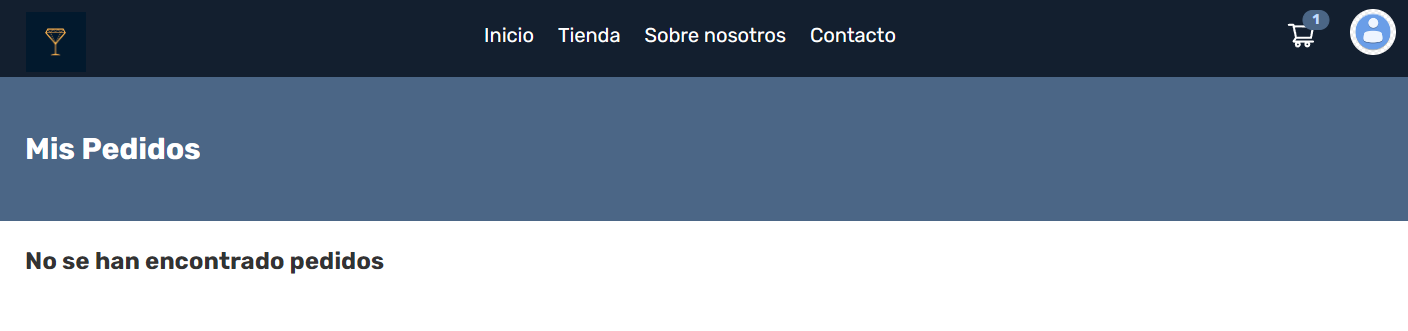 Inicio Tienda Sobre nosotros Contacto 1
Mis Pedidos
No se han encontrado pedidos